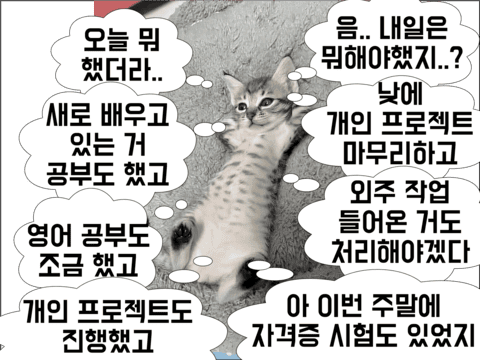 오늘 뭐
했더라..
새로 배우고
있는 거
공부도 했고
영어 공부도
조금 했고
개인 프로젝트도
진행했고
음.. 내일은
뭐해야했지..?
낮에
개인 프로젝트
마무리하고
외주 작업
들어온 거도
처리해야겠다
아 이번 주말에
자격증 시험도 있었지